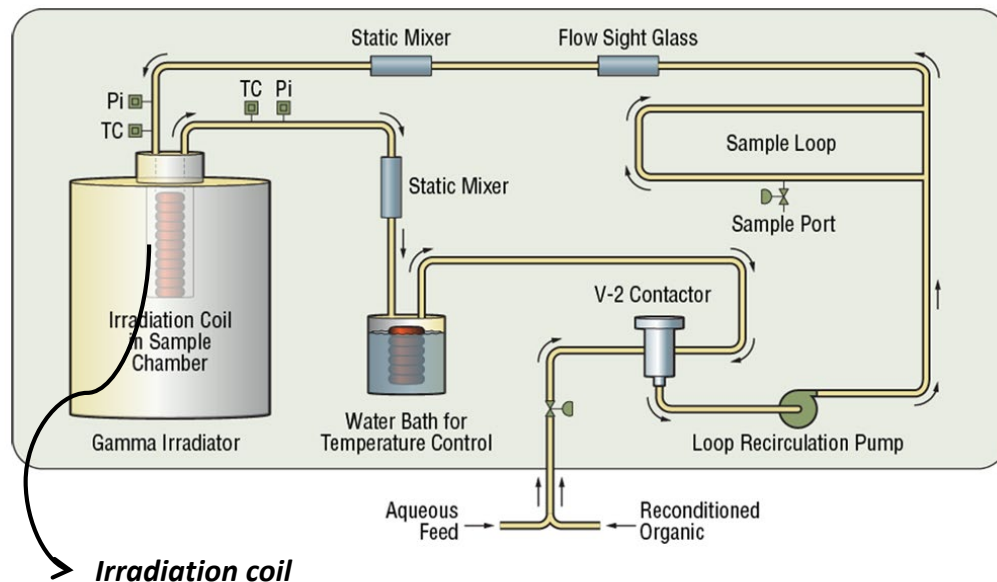 Static Mixer
Flow Sight Glass
Pi
TC
TC
Pi
Static Mixer
Sample Loop
Sample Port
V-2 Contactor
Irradiation Coil
in Sample
Chamber
Gamma Irradiator
Water Bath for
Temperature Control
Loop Recirculation Pump
Aqueous
Feed
Reconditioned
Organic
Irradiation coil